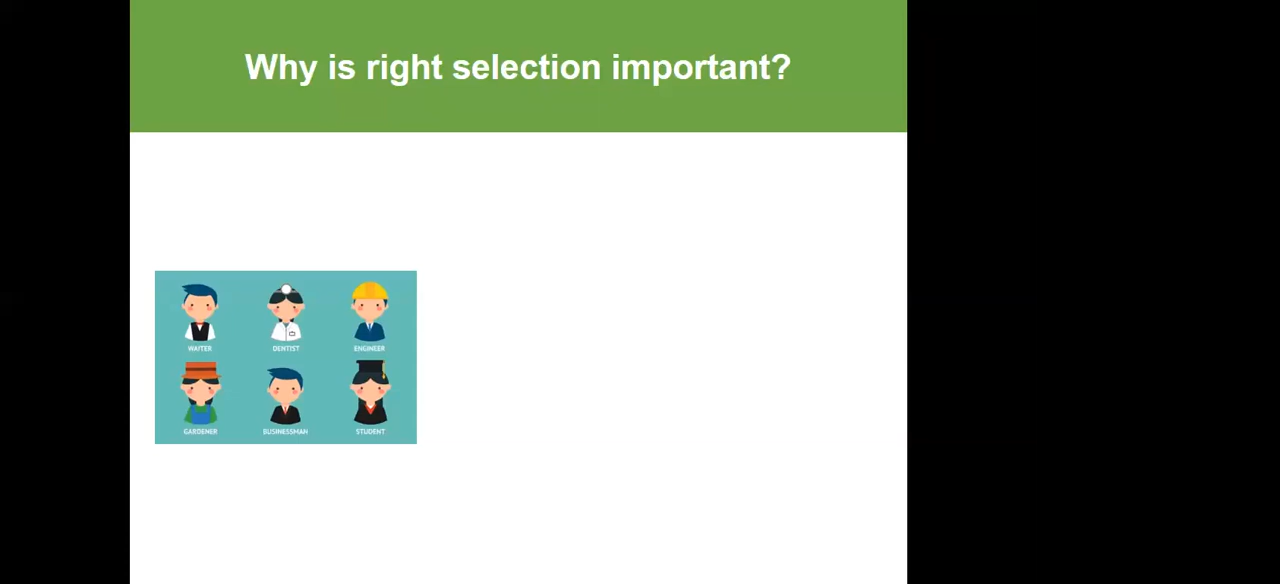 Why is right selection important?
WAITER DENTIST ENGINEER
GARDENER BUSINESSMAN STUDENT